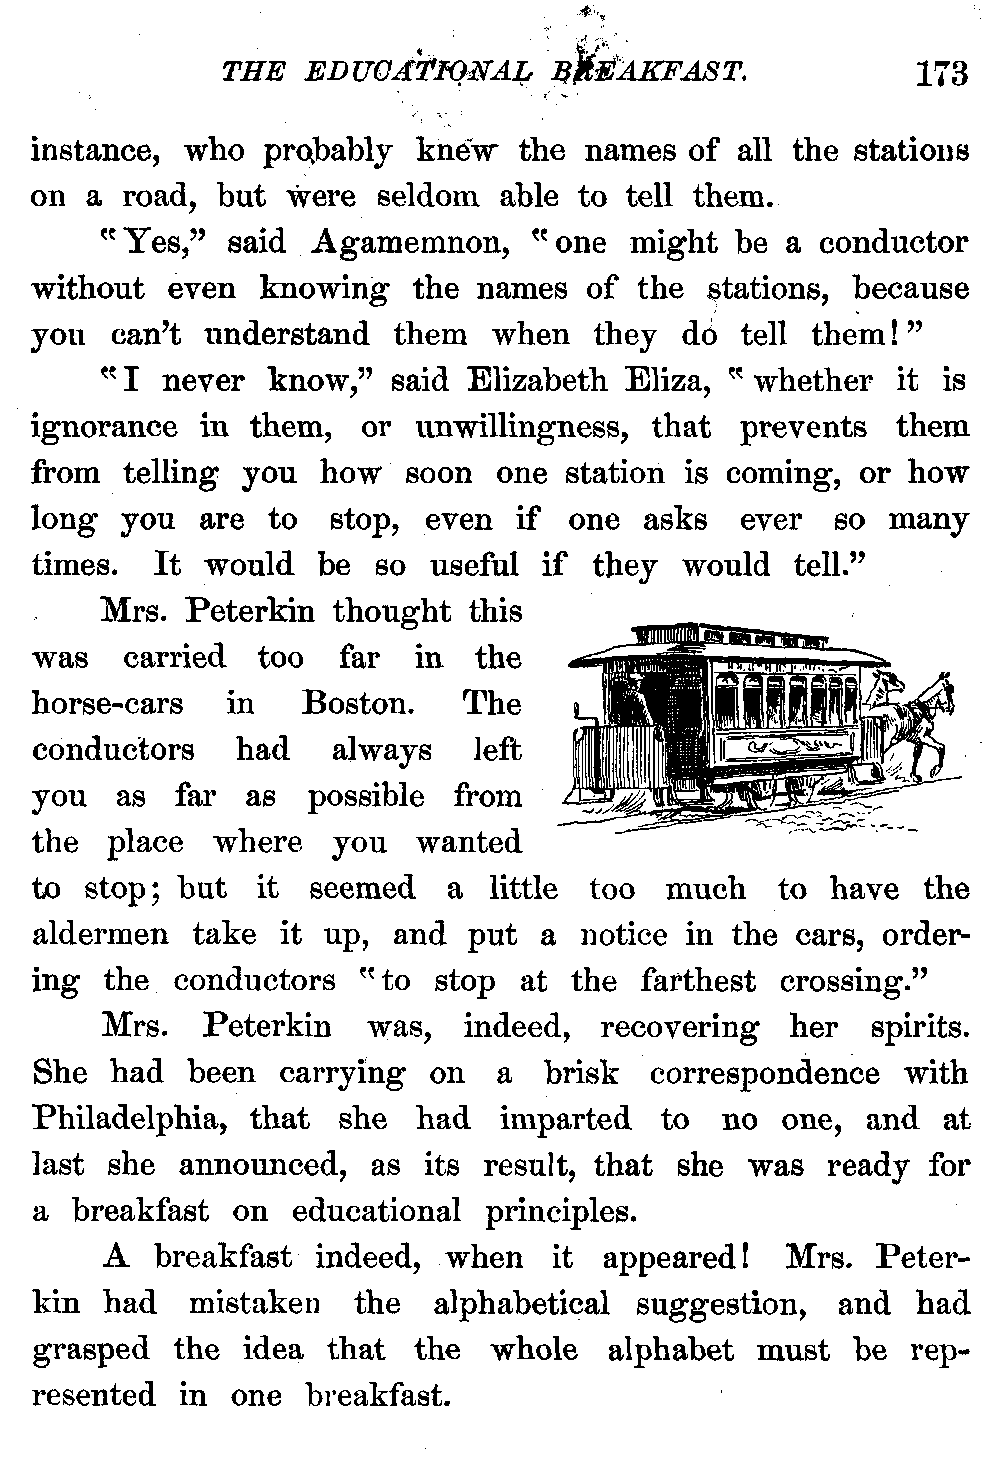 THE EDUCATIONAL BREAKFAST. 173
instance, who probably knew the names of all the stations
on a road, but were seldom able to tell them.
"Yes," said Agamemnon, "one might be a conductor
without even knowing the names of the stations, because
you can't understand them when they do tell them!"
"I never know," said Elizabeth Eliza, "whether it is
ignorance in them, or unwillingness, that prevents them
from telling you how soon one station is coming, or how
long you are to stop, even if one asks ever so many
times. It would be so useful if they would tell."
Mrs. Peterkin thought this
was carried too far in the
horse-cars in Boston. The
conductors had always left
you as far as possible from
the place where you wanted
to stop; but it seemed a little too much to have the
aldermen take it up, and put a notice in the cars, order-
ing the conductors "to stop at the farthest crossing."
Mrs. Peterkin was, indeed, recovering her spirits.
She had been carrying on a brisk correspondence with
Philadelphia, that she had imparted to no one, and at
last she announced, as its result, that she was ready for
a breakfast on educational principles.
A breakfast indeed, when it appeared! Mrs. Peter-
kin had mistaken the alphabetical suggestion, and had
grasped the idea that the whole alphabet must be rep-
resented in one breakfast.